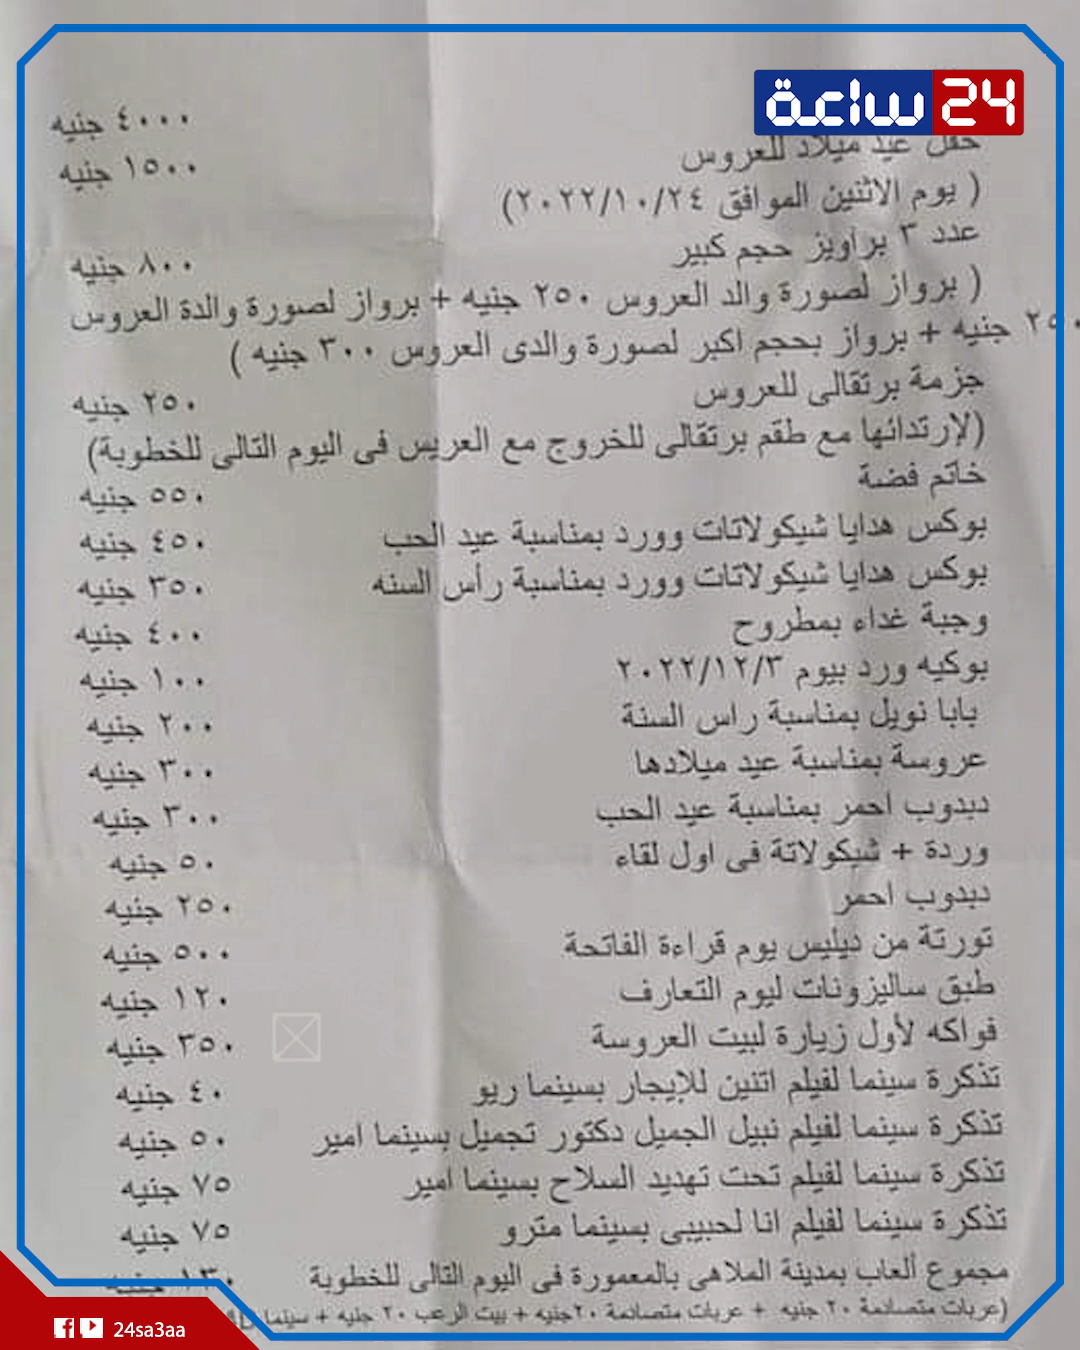 24 ساعة
٤٠٠٠ جنيه
حفل عيد ميلاد للعروس ١٥٠٠ جنيه
( يوم الاثنين الموافق ٢٠٢٢/١٠/٢٤)
عدد ٣ براويز حجم كبير ٨٠٠ جنيه
( برواز لصورة والد العروس ٢٥٠ جنيه + برواز لصورة والدة العروس
٢٥٠ جنيه + برواز بحجم اكبر لصورة والدى العروس ٣٠٠ جنيه )
جزمة برتقالى للعروس ٢٥٠ جنيه
(لإرتدائها مع طقم برتقالى للخروج مع العريس فى اليوم التالى للخطوبة)
خاتم فضة ٥٥٠ جنيه
بوكس هدايا شيكولاتات وورد بمناسبة عيد الحب ٤٥٠ جنيه
بوكس هدايا شيكولاتات وورد بمناسبة رأس السنه ٣٥٠ جنيه
وجبة غداء بمطروح ٤٠٠ جنيه
بوكيه ورد بيوم ٢٠٢٢/١٢/٣ ١٠٠ جنيه
بابا نويل بمناسبة راس السنة ٢٠٠ جنيه
عروسة بمناسبة عيد ميلادها ٣٠٠ جنيه
دبدوب احمر بمناسبة عيد الحب ٣٠٠ جنيه
وردة + شيكولاتة فى اول لقاء ٥٠ جنيه
دبدوب احمر ٢٥٠ جنيه
تورتة من ديليس يوم قراءة الفاتحة ٥٠٠ جنيه
طبق ساليزونات ليوم التعارف ١٢٠ جنيه
فواكه لأول زيارة لبيت العروسة ٣٥٠ جنيه
تذكرة سينما لفيلم اتنين للإيجار بسينما ريو ٤٠ جنيه
تذكرة سينما لفيلم نبيل الجميل دكتور تجميل بسينما امير ٥٠ جنيه
تذكرة سينما لفيلم تحت تهديد السلاح بسينما امير ٧٥ جنيه
تذكرة سينما لفيلم انا لحبيبى بسينما مترو ٧٥ جنيه
مجموع ألعاب بمدينة الملاهى بالمعمورة فى اليوم التالى للخطوبة ١٣٠ جنيه
(عربات متصادمة ٢٠ جنيه + عربات متصادمة ٢٠جنيه + بيت الرعب ٢٠ جنيه + سينما
24sa3aa